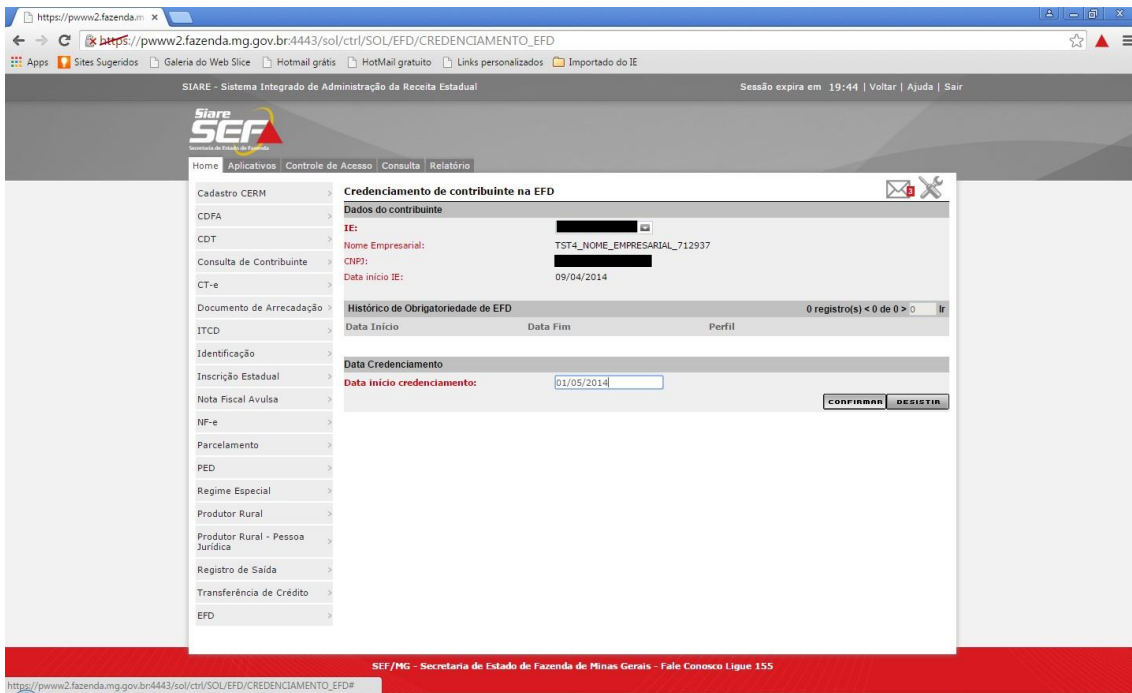 https://pwww2.fazenda.m
https://pwww2.fazenda.mg.gov.br:4443/sol/ctrl/SOL/EFD/CREDENCIAMENTO_EFD
Apps Sites Sugeridos Galeria do Web Slice Hotmail grátis HotMail gratuito Links personalizados Importado do IE
SIARE - Sistema Integrado de Administração da Receita Estadual Sessão expira em 19:44 | Voltar | Ajuda | Sair
Siare
SEF
Secretaria de Estado de Fazenda
Home Aplicativos Controle de Acesso Consulta Relatório
Cadastro CERM >
CDFA >
CDT >
Consulta de Contribuinte >
CT-e >
Documento de Arrecadação >
ITCD >
Identificação >
Inscrição Estadual >
Nota Fiscal Avulsa >
NF-e >
Parcelamento >
PED >
Regime Especial >
Produtor Rural >
Produtor Rural - Pessoa
Jurídica >
Registro de Saída >
Transferência de Crédito >
EFD >
Credenciamento de contribuinte na EFD
3
Dados do contribuinte
IE:
Nome Empresarial: TST4_NOME_EMPRESARIAL_712937
CNPJ:
Data início IE: 09/04/2014
Histórico de Obrigatoriedade de EFD 0 registro(s) < 0 de 0 > 0 Ir
Data Início Data Fim Perfil
Data Credenciamento
Data início credenciamento: 01/05/2014
CONFIRMAR DESISTIR
SEF/MG - Secretaria de Estado de Fazenda de Minas Gerais - Fale Conosco Ligue 155
https://pwww2.fazenda.mg.gov.br:4443/sol/ctrl/SOL/EFD/CREDENCIAMENTO_EFD#